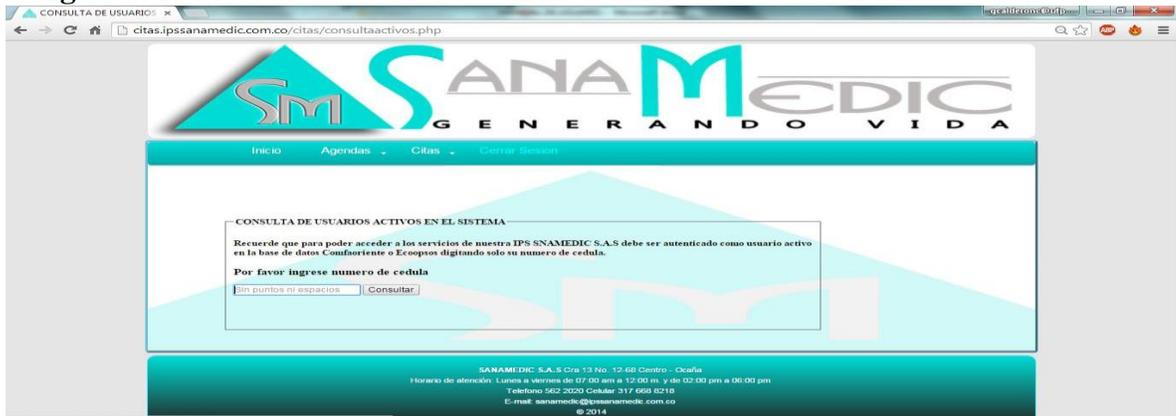 CONSULTA DE USUARIOS
citas.ipssanamedic.com.co/citas/consultaactivos.php
ABP
SM SANAMEDIC
GENERANDO VIDA
Inicio Agendas Citas Cerrar Sesion
CONSULTA DE USUARIOS ACTIVOS EN EL SISTEMA
Recuerde que para poder acceder a los servicios de nuestra IPS SNAMEDIC S.A.S debe ser autenticado como usuario activo
en la base de datos Comfaoriente o Ecoopsos digitando solo su numero de cedula.
Por favor ingrese numero de cedula
Sin puntos ni espacios Consultar
SM
SANAMEDIC S.A.S Cra 13 No. 12-68 Centro - Ocaña
Horario de atención: Lunes a viernes de 07:00 am a 12:00 m. y de 02:00 pm a 06:00 pm
Telefono 562 2020 Celular 317 668 8218
E-mail: sanamedic@ipssanamedic.com.co
© 2014